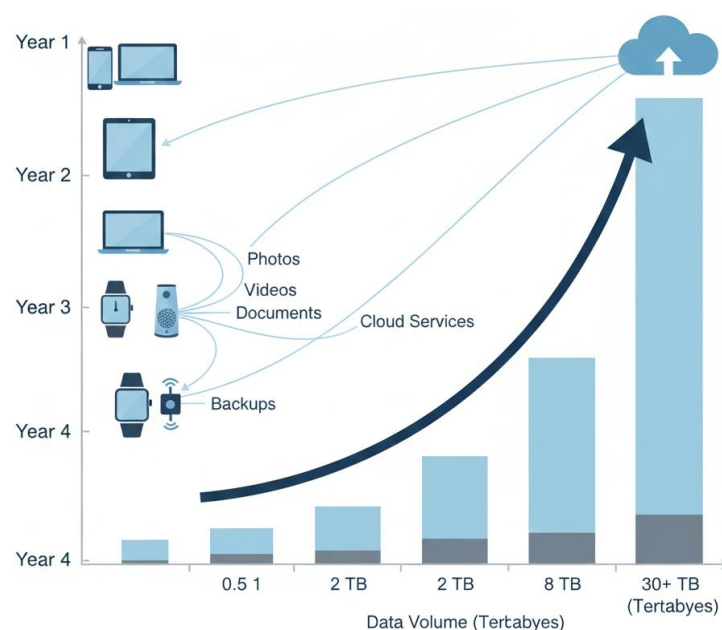 Year 1
Year 2
Photos
Videos
Year 3
Documents
Cloud Services
Backups
Year 4
Year 4
0.5 1
2 TB
2 TB
8 TB
30+ TB
(Tertabyes)
Data Volume (Tertabyes)